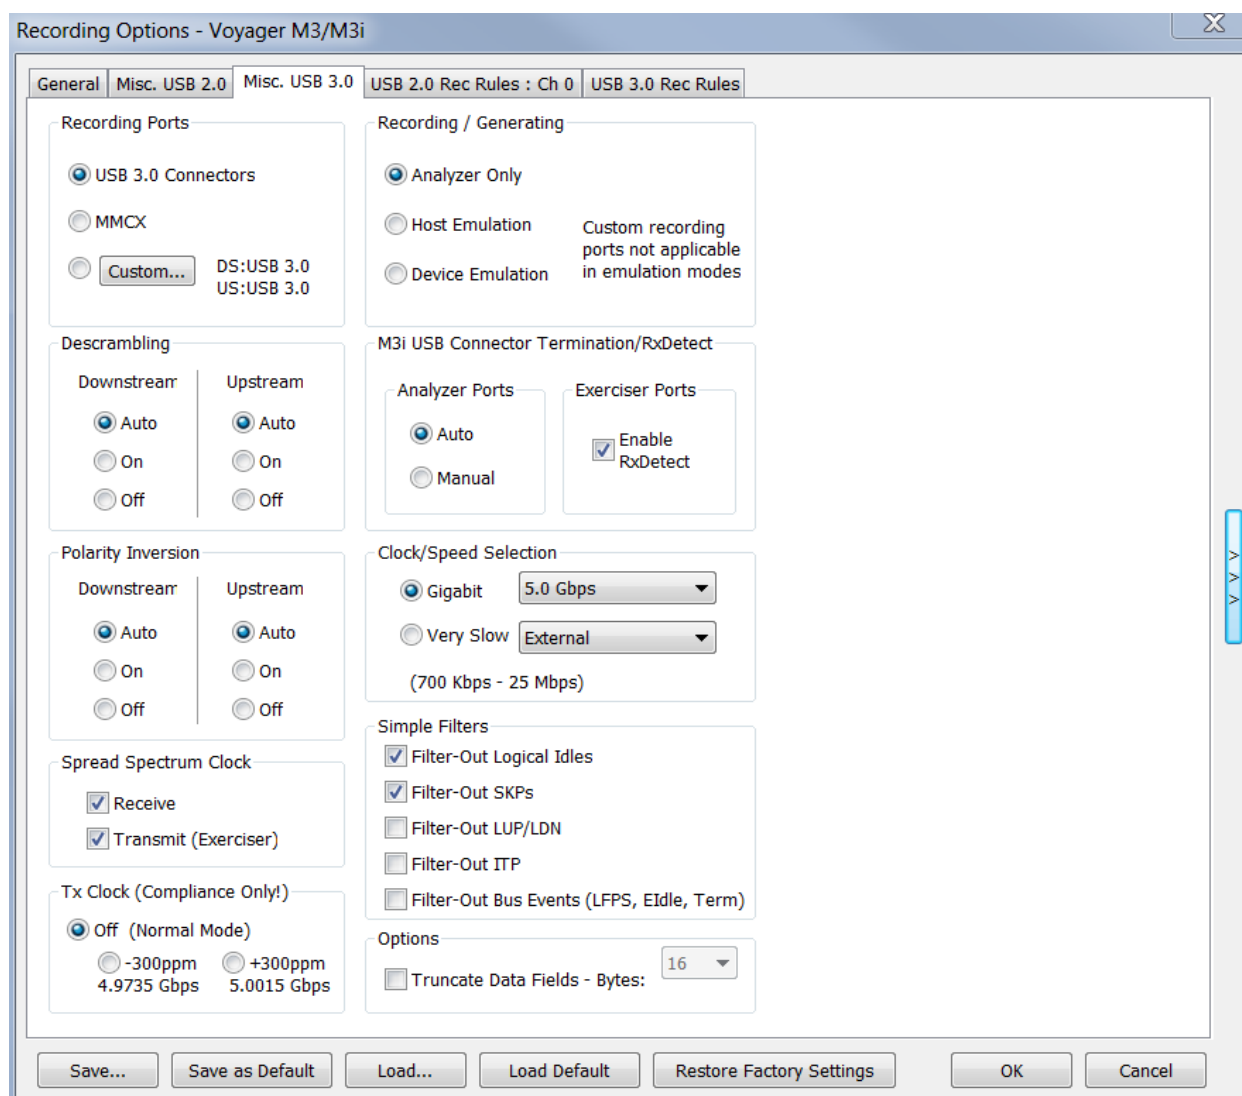 Recording Options - Voyager M3/M3i
General
Misc. USB 2.0
Misc. USB 3.0
USB 2.0 Rec Rules : Ch 0
USB 3.0 Rec Rules
Recording Ports
USB 3.0 Connectors
MMCX
Custom...
DS:USB 3.0
US:USB 3.0
Recording / Generating
Analyzer Only
Host Emulation
Device Emulation
Custom recording
ports not applicable
in emulation modes
Descrambling
Downstream
Upstream
Auto
Auto
On
On
Off
Off
M3i USB Connector Termination/RxDetect
Analyzer Ports
Auto
Manual
Exerciser Ports
Enable
RxDetect
Polarity Inversion
Downstream
Upstream
Auto
Auto
On
On
Off
Off
Clock/Speed Selection
Gigabit
5.0 Gbps
Very Slow
External
(700 Kbps - 25 Mbps)
Spread Spectrum Clock
Receive
Transmit (Exerciser)
Simple Filters
Filter-Out Logical Idles
Filter-Out SKPs
Filter-Out LUP/LDN
Filter-Out ITP
Filter-Out Bus Events (LFPS, EIdle, Term)
Tx Clock (Compliance Only!)
Off (Normal Mode)
-300ppm
+300ppm
4.9735 Gbps
5.0015 Gbps
Options
Truncate Data Fields - Bytes:
16
>
>
>
Save...
Save as Default
Load...
Load Default
Restore Factory Settings
OK
Cancel